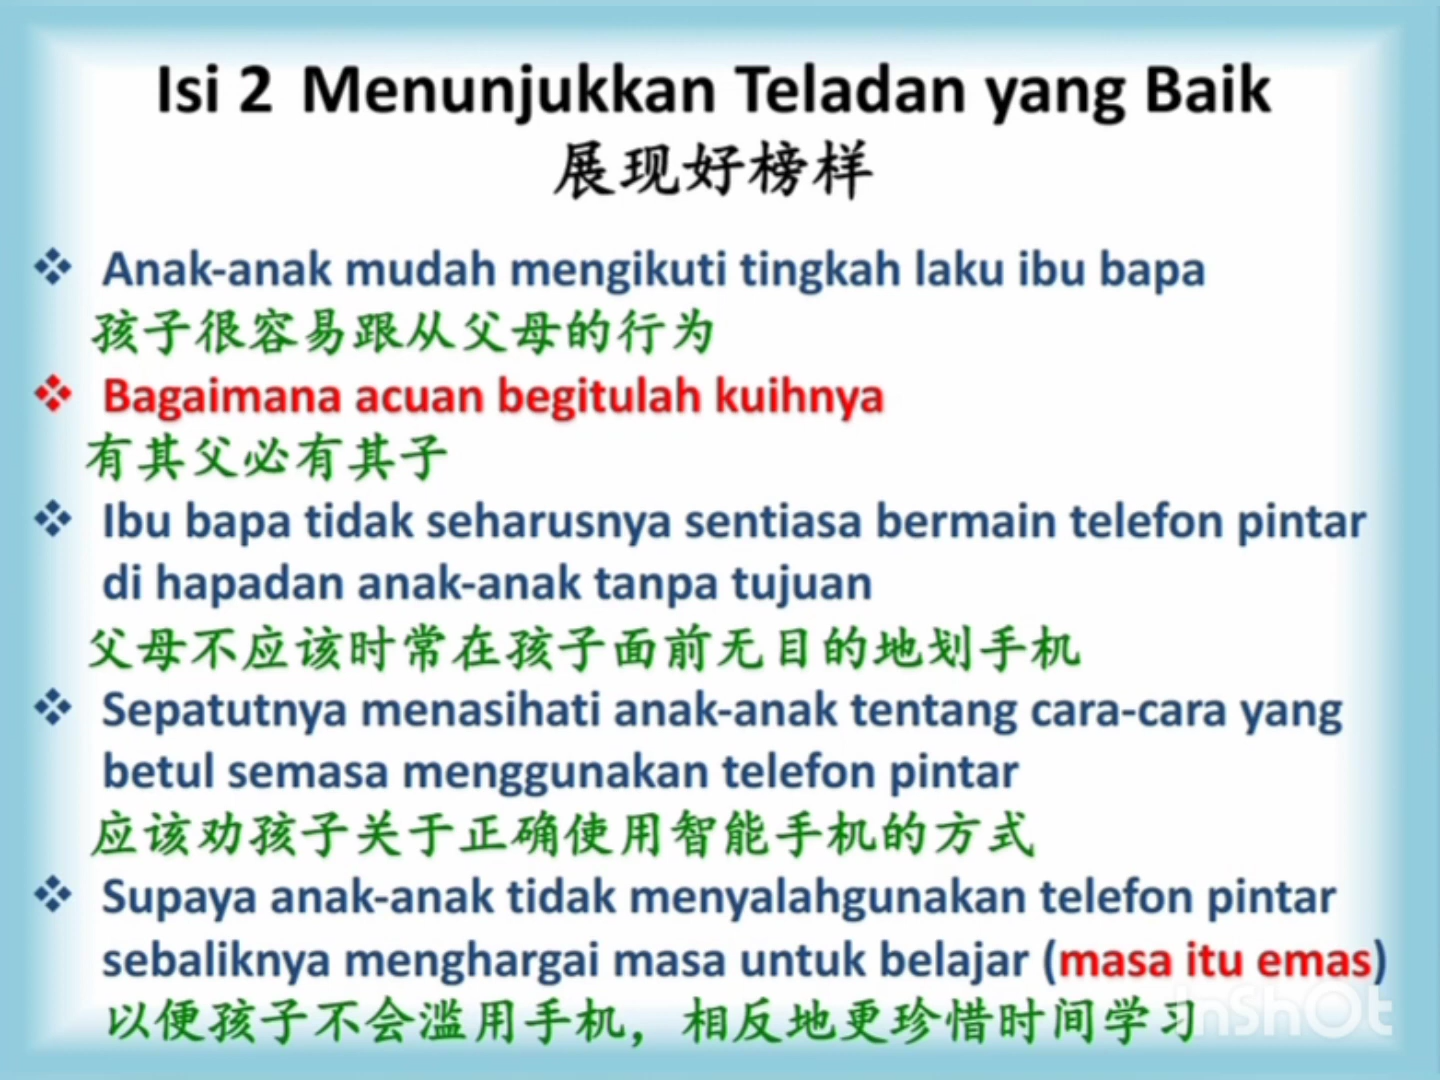 Isi 2 Menunjukkan Teladan yang Baik
展现好榜样
❖ Anak-anak mudah mengikuti tingkah laku ibu bapa
孩子很容易跟从父母的行为
❖ Bagaimana acuan begitulah kuihnya
有其父必有其子
❖ Ibu bapa tidak seharusnya sentiasa bermain telefon pintar
di hapadan anak-anak tanpa tujuan
父母不应该时常在孩子面前无目的地划手机
❖ Sepatutnya menasihati anak-anak tentang cara-cara yang
betul semasa menggunakan telefon pintar
应该劝孩子关于正确使用智能手机的方式
❖ Supaya anak-anak tidak menyalahgunakan telefon pintar
sebaliknya menghargai masa untuk belajar (masa itu emas)
以便孩子不会滥用手机，相反地更珍惜时间学习
InShOt